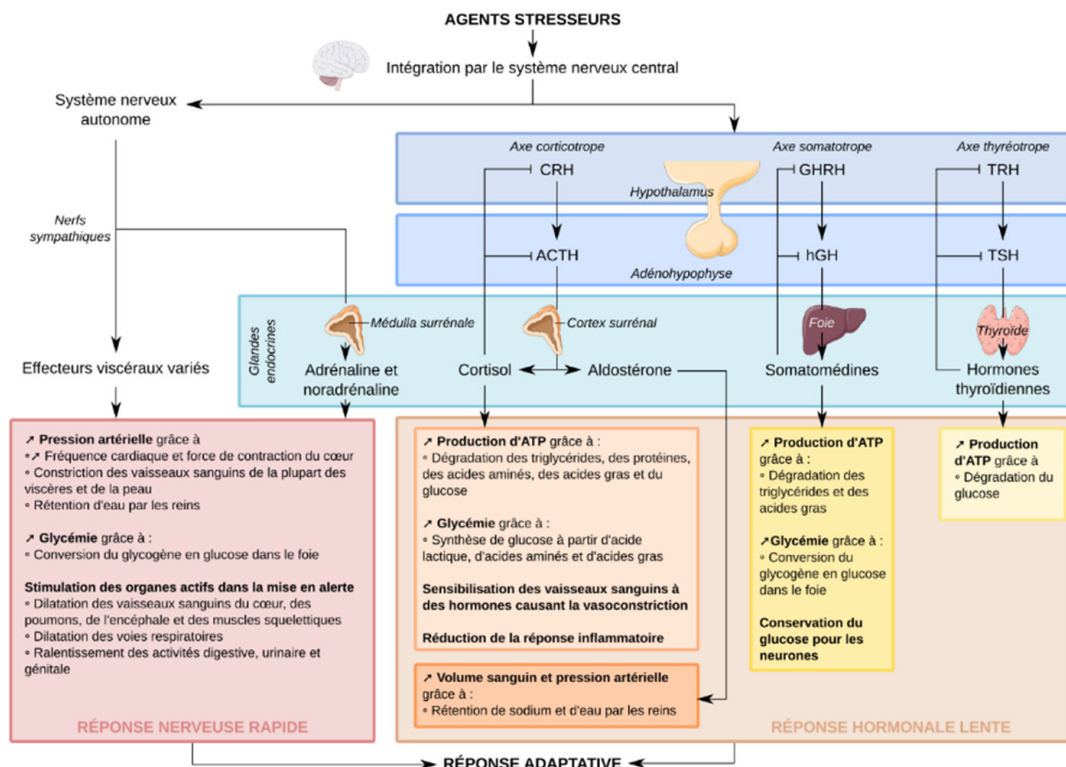 AGENTS STRESSEURS
Intégration par le système nerveux central
Système nerveux
autonome
Axe corticotrope
Axe somatotrope
Axe thyréotrope
CRH
GHRH
TRH
Hypothalamus
Nerfs
sympathiques
ACTH
hGH
TSH
Adénohypophyse
Glandes
endocrines
Médulla surrénale
Cortex surrénal
Foie
Thyroïde
Effecteurs viscéraux variés
Adrénaline et
noradrénaline
Cortisol
Aldostérone
Somatomédines
Hormones
thyroïdiennes
↗ Pression artérielle grâce à
∘↗ Fréquence cardiaque et force de contraction du cœur
∘ Constriction des vaisseaux sanguins de la plupart des
viscères et de la peau
∘ Rétention d'eau par les reins
↗ Glycémie grâce à :
∘ Conversion du glycogène en glucose dans le foie
Stimulation des organes actifs dans la mise en alerte
∘ Dilatation des vaisseaux sanguins du cœur, des
poumons, de l'encéphale et des muscles squelettiques
∘ Dilatation des voies respiratoires
∘ Ralentissement des activités digestive, urinaire et
génitale
RÉPONSE NERVEUSE RAPIDE
↗ Production d'ATP grâce à :
∘ Dégradation des triglycérides, des protéines,
des acides aminés, des acides gras et du
glucose
↗ Glycémie grâce à :
∘ Synthèse de glucose à partir d'acide
lactique, d'acides aminés et d'acides gras
Sensibilisation des vaisseaux sanguins à
des hormones causant la vasoconstriction
Réduction de la réponse inflammatoire
↗ Volume sanguin et pression artérielle
grâce à :
∘ Rétention de sodium et d'eau par les reins
↗ Production d'ATP
grâce à :
∘ Dégradation des
triglycérides et des
acides gras
↗Glycémie grâce à :
∘ Conversion du
glycogène en glucose
dans le foie
Conservation du
glucose pour les
neurones
↗ Production
d'ATP grâce à
∘ Dégradation du
glucose
RÉPONSE HORMONALE LENTE
RÉPONSE ADAPTATIVE